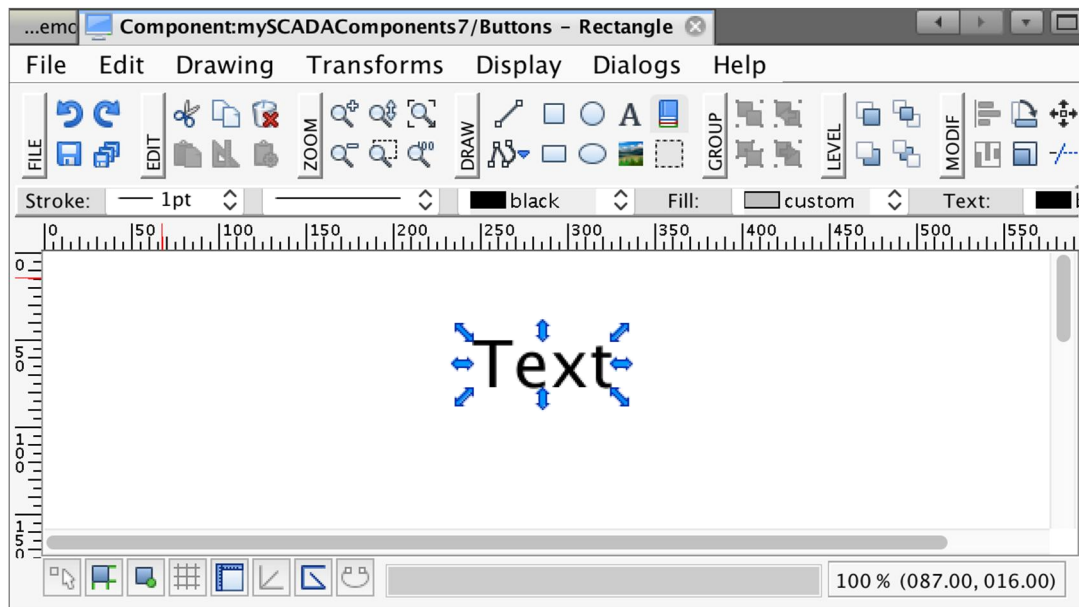 ...emo Component:mySCADAComponents7/Buttons – Rectangle
File Edit Drawing Transforms Display Dialogs Help
FILE EDIT ZOOM DRAW A GROUP LEVEL MODIF
Stroke: 1pt black Fill: custom Text:
0 50 100 150 200 250 300 350 400 450 500 550
0
50
100
15
Text
100 % (087.00, 016.00)